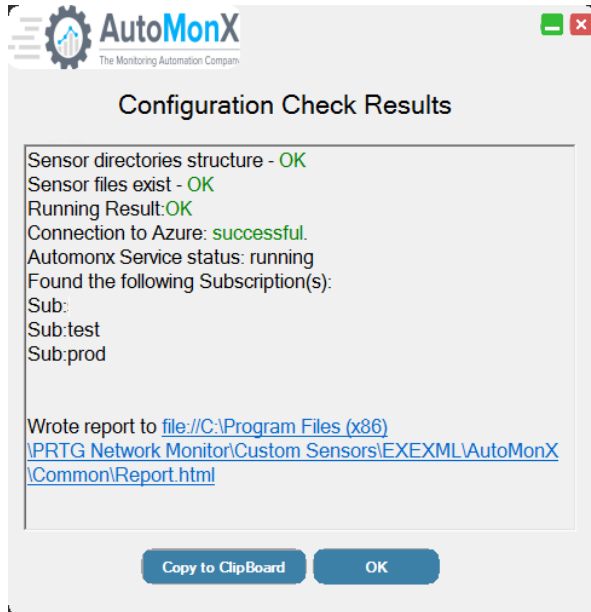 AutoMonX
The Monitoring Automation Company
Configuration Check Results
Sensor directories structure - OK
Sensor files exist - OK
Running Result:OK
Connection to Azure: successful.
Automonx Service status: running
Found the following Subscription(s):
Sub:
Sub:test
Sub:prod
Wrote report to file://C:\Program Files (x86)
\PRTG Network Monitor\Custom Sensors\EXEXML\AutoMonX
\Common\Report.html
Copy to ClipBoard
OK